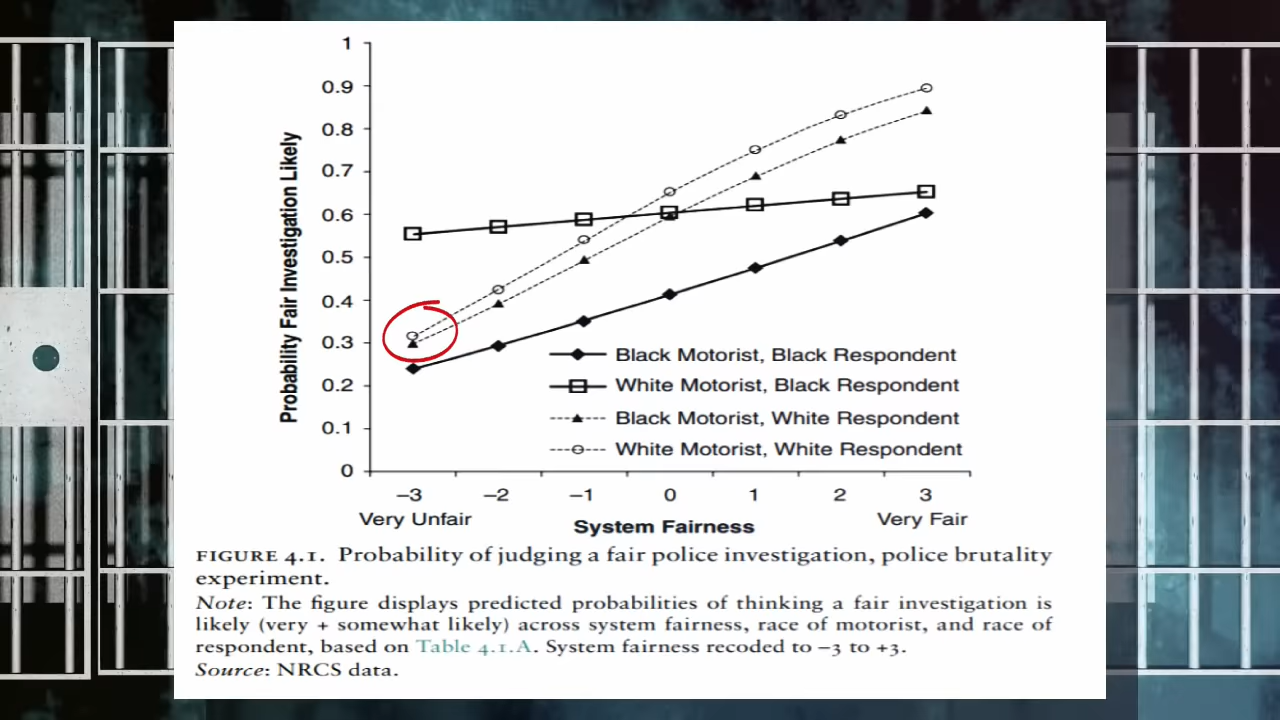 1
0.9
0.8
0.7
0.6
0.5
0.4
0.3
0.2
0.1
0
Probability Fair Investigation Likely
Black Motorist, Black Respondent
White Motorist, Black Respondent
Black Motorist, White Respondent
White Motorist, White Respondent
–3 –2 –1 0 1 2 3
Very Unfair System Fairness Very Fair
FIGURE 4.1. Probability of judging a fair police investigation, police brutality
experiment.
Note: The figure displays predicted probabilities of thinking a fair investigation is
likely (very + somewhat likely) across system fairness, race of motorist, and race of
respondent, based on Table 4.1.A. System fairness recoded to –3 to +3.
Source: NRCS data.